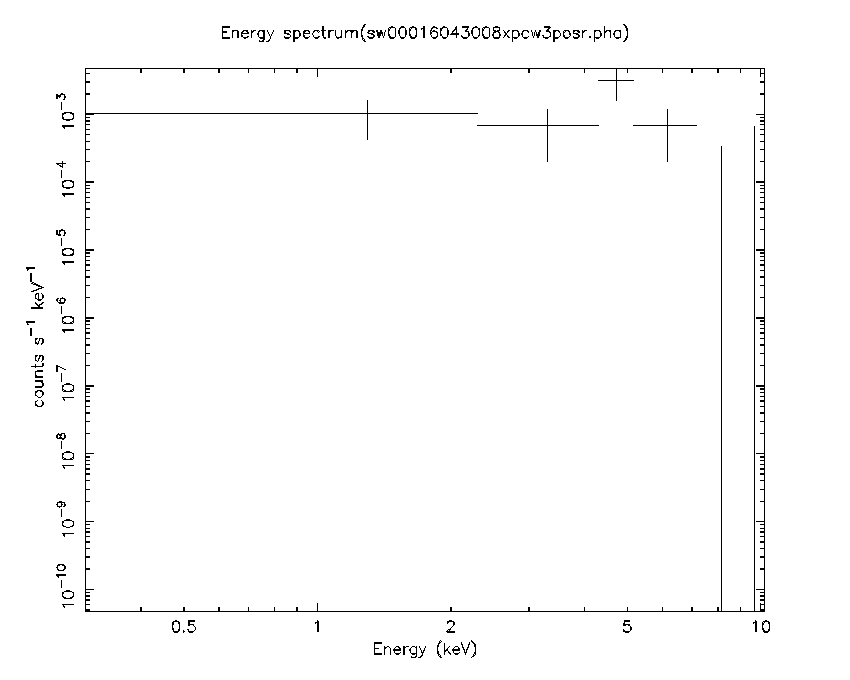 Energy spectrum(sw00016043008xpcw3posr.pha)
10⁻³
10⁻⁴
10⁻⁵
10⁻⁶
10⁻⁷
10⁻⁸
10⁻⁹
10⁻¹⁰
counts s⁻¹ keV⁻¹
0.5 1 2 5 10
Energy (keV)